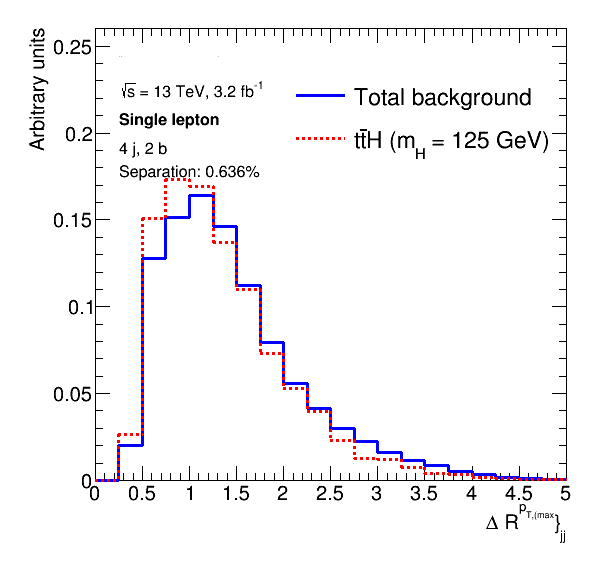 Arbitrary units
0.25
0.2
0.15
0.1
0.05
0
√s = 13 TeV, 3.2 fb⁻¹
Single lepton
4 j, 2 b
Separation: 0.636%
Total background
tt̄H (m_H = 125 GeV)
0 0.5 1 1.5 2 2.5 3 3.5 4 4.5 5
Δ R^{p_{T,(max}}_{jj}